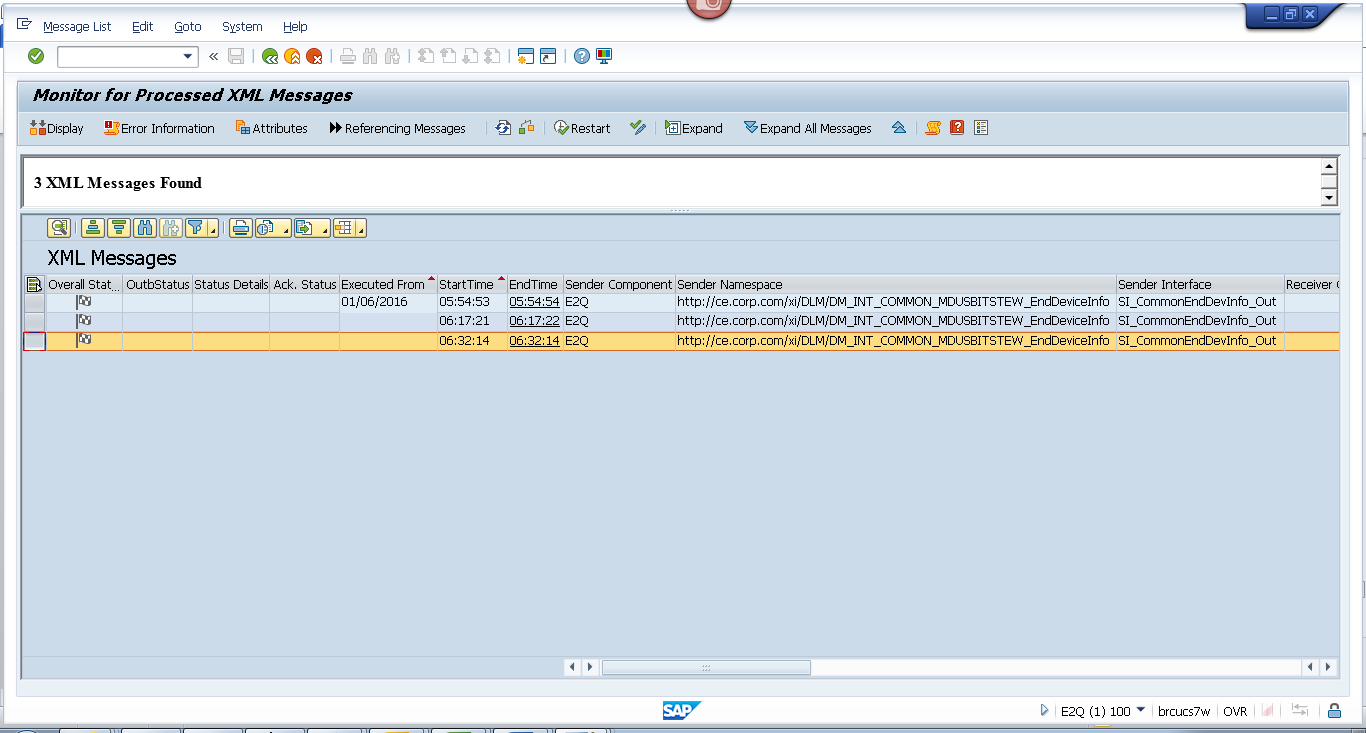 Message List Edit Goto System Help
Monitor for Processed XML Messages
Display Error Information Attributes Referencing Messages Restart Expand Expand All Messages
3 XML Messages Found
XML Messages
Overall Stat... OutbStatus Status Details Ack. Status Executed From StartTime EndTime Sender Component Sender Namespace Sender Interface Receiver
01/06/2016 05:54:53 05:54:54 E2Q http://ce.corp.com/xi/DLM/DM_INT_COMMON_MDUSBITSTEW_EndDeviceInfo SI_CommonEndDevInfo_Out
06:17:21 06:17:22 E2Q http://ce.corp.com/xi/DLM/DM_INT_COMMON_MDUSBITSTEW_EndDeviceInfo SI_CommonEndDevInfo_Out
06:32:14 06:32:14 E2Q http://ce.corp.com/xi/DLM/DM_INT_COMMON_MDUSBITSTEW_EndDeviceInfo SI_CommonEndDevInfo_Out
SAP E2Q (1) 100 brcucs7w OVR